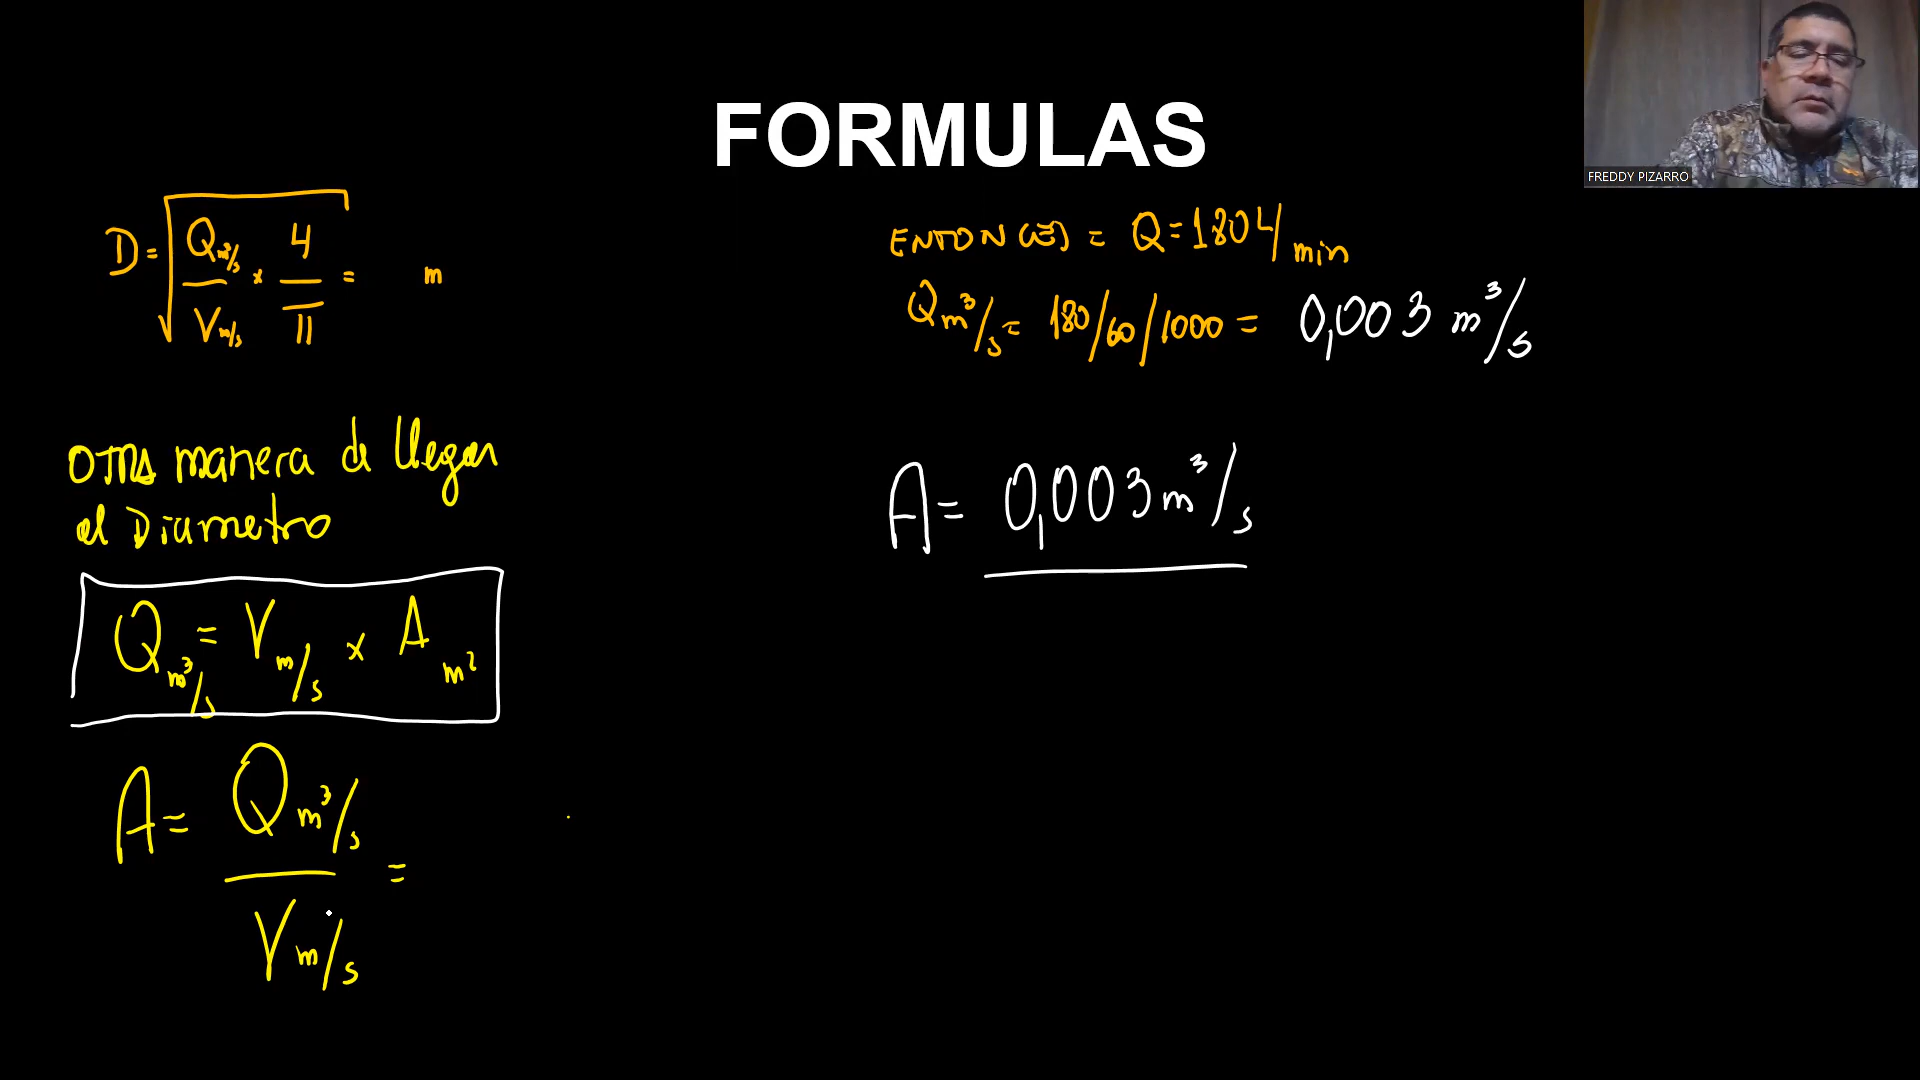 FORMULAS
FREDDY PIZARRO
D = √ Q m³/s / V m/s × 4 / π = m
ENTONCES = Q = 180 L/min
Q m³/s = 180/60/1000 = 0,003 m³/s
OTRA manera de llegar
al Diametro
Q m³/s = V m/s × A m²
A = Q m³/s / V m/s =
A = 0,003 m³/s